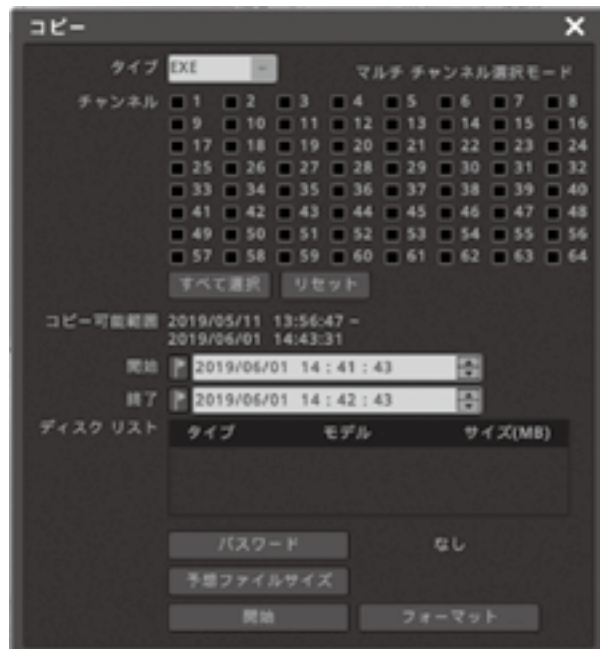 コピー
タイプ EXE マルチ チャンネル選択モード
チャンネル 1 2 3 4 5 6 7 8
9 10 11 12 13 14 15 16
17 18 19 20 21 22 23 24
25 26 27 28 29 30 31 32
33 34 35 36 37 38 39 40
41 42 43 44 45 46 47 48
49 50 51 52 53 54 55 56
57 58 59 60 61 62 63 64
すべて選択 リセット
コピー可能範囲 2019/05/11 13:56:47 ~
2019/06/01 14:43:31
開始 2019/06/01 14 : 41 : 43
終了 2019/06/01 14 : 42 : 43
ディスク リスト タイプ モデル サイズ(MB)
パスワード なし
予想ファイルサイズ
開始 フォーマット